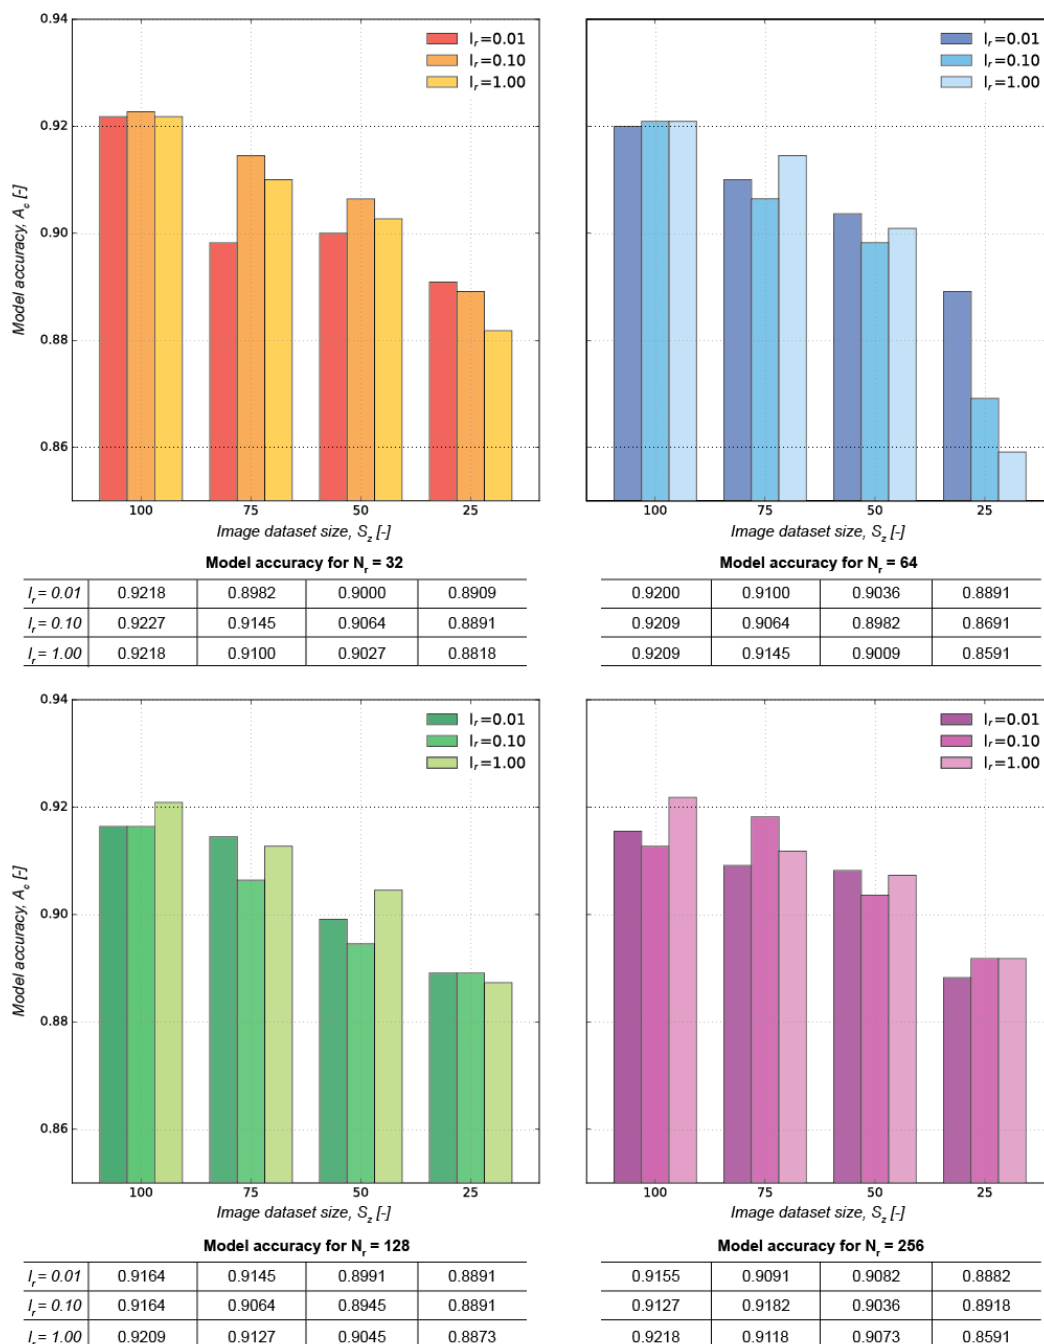 0.94
0.92
0.90
0.88
0.86
Model accuracy, A_c [-]
l_r=0.01
l_r=0.10
l_r=1.00
100 75 50 25
Image dataset size, S_z [-]
l_r=0.01
l_r=0.10
l_r=1.00
100 75 50 25
Image dataset size, S_z [-]
Model accuracy for N_r = 32
l_r = 0.01 0.9218 0.8982 0.9000 0.8909
l_r = 0.10 0.9227 0.9145 0.9064 0.8891
l_r = 1.00 0.9218 0.9100 0.9027 0.8818
Model accuracy for N_r = 64
0.9200 0.9100 0.9036 0.8891
0.9209 0.9064 0.8982 0.8691
0.9209 0.9145 0.9009 0.8591
0.94
0.92
0.90
0.88
0.86
Model accuracy, A_c [-]
l_r=0.01
l_r=0.10
l_r=1.00
100 75 50 25
Image dataset size, S_z [-]
l_r=0.01
l_r=0.10
l_r=1.00
100 75 50 25
Image dataset size, S_z [-]
Model accuracy for N_r = 128
l_r = 0.01 0.9164 0.9145 0.8991 0.8891
l_r = 0.10 0.9164 0.9064 0.8945 0.8891
l_r = 1.00 0.9209 0.9127 0.9045 0.8873
Model accuracy for N_r = 256
0.9155 0.9091 0.9082 0.8882
0.9127 0.9182 0.9036 0.8918
0.9218 0.9118 0.9073 0.8591